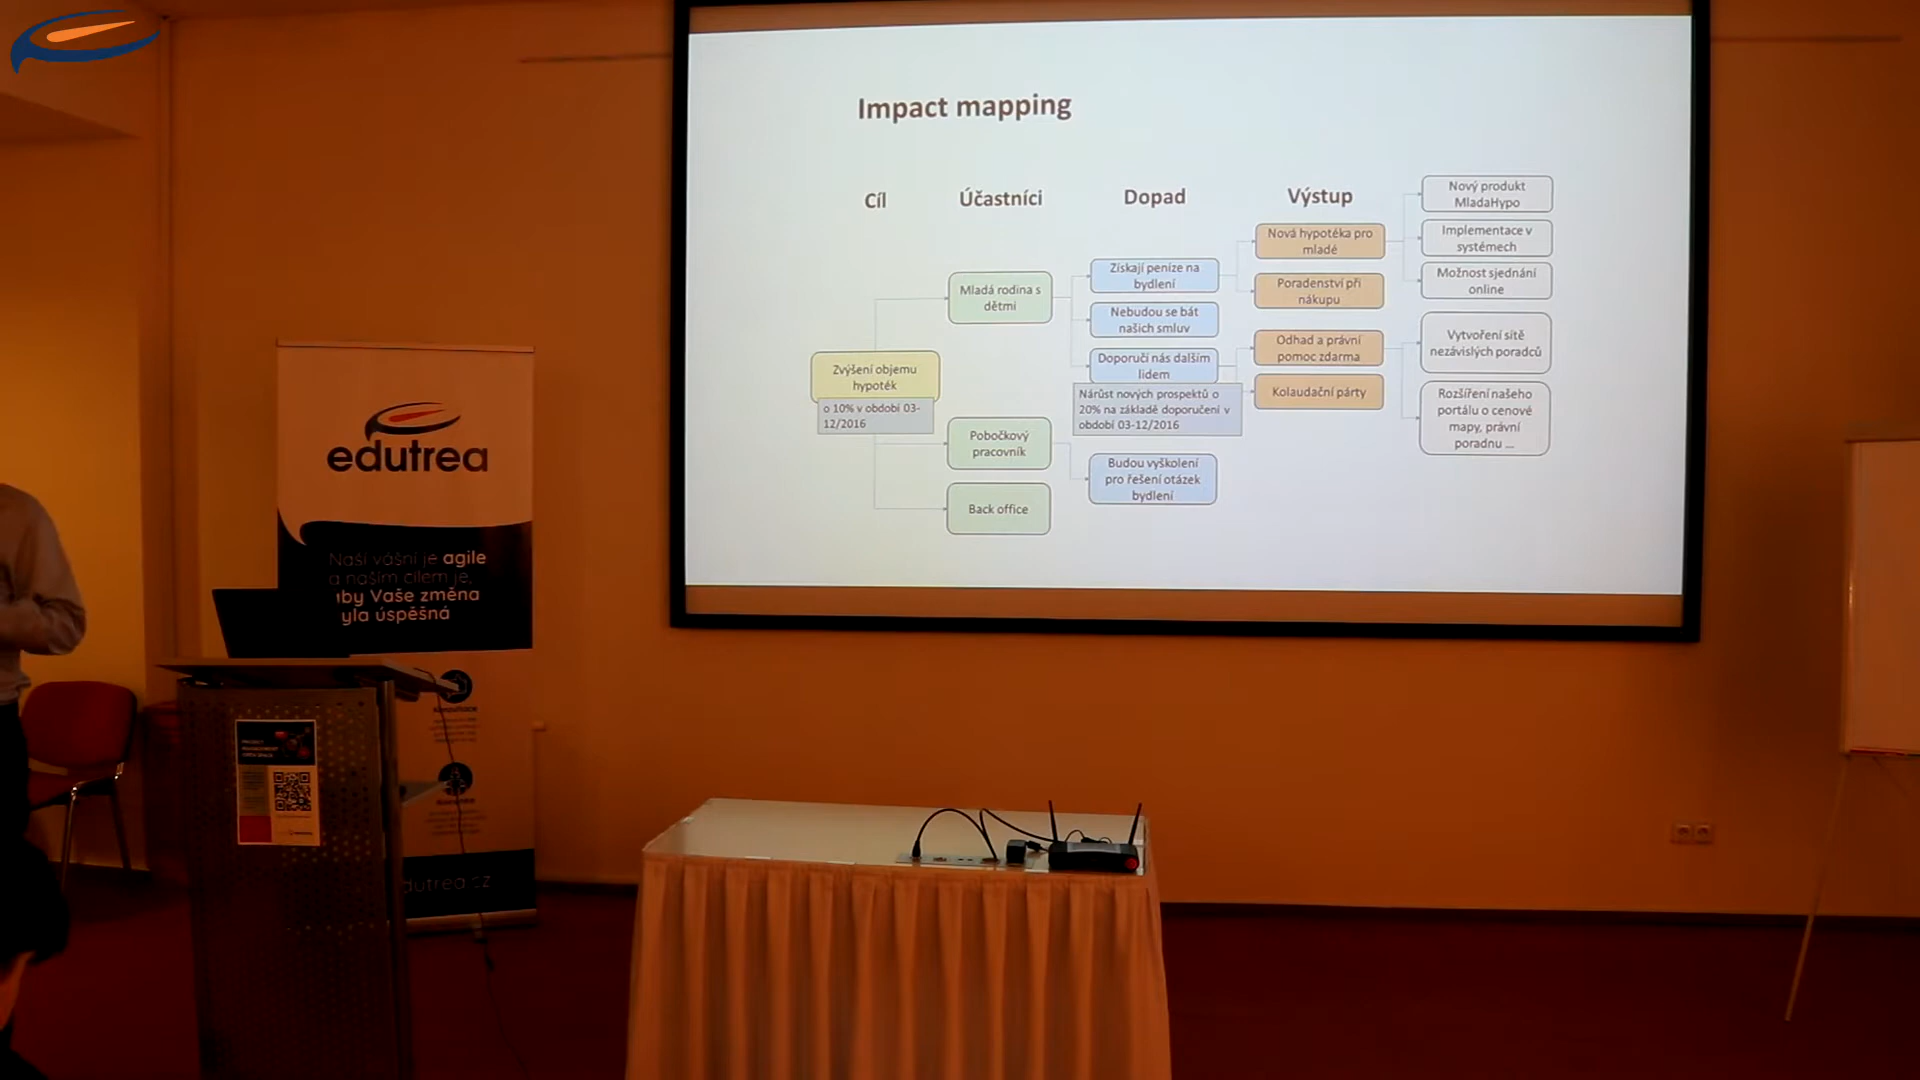 Impact mapping
Cíl
Účastníci
Dopad
Výstup
Zvýšení objemu
hypoték
o 10% v období 03-
12/2016
Mladá rodina s
dětmi
Pobočkový
pracovník
Back office
Získají peníze na
bydlení
Nebudou se bát
našich smluv
Doporučí nás dalším
lidem
Nárůst nových prospektů o
20% na základě doporučení v
období 03-12/2016
Budou vyškolení
pro řešení otázek
bydlení
Nová hypotéka pro
mladé
Poradenství při
nákupu
Odhad a právní
pomoc zdarma
Kolaudační párty
Nový produkt
MladaHypo
Implementace v
systémech
Možnost sjednání
online
Vytvoření sítě
nezávislých poradců
Rozšíření našeho
portálu o cenové
mapy, právní
poradnu ...
edutrea
Naší vášní je agile
a naším cílem je,
aby Vaše změna
yla úspěšná
dutrea.cz